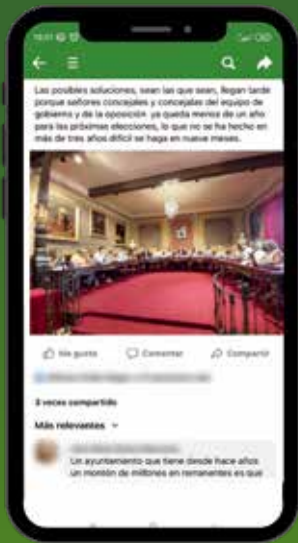 Las posibles soluciones, sean las que sean, llegan tarde
porque señores concejales y concejalas del equipo de
gobierno y de la oposición ya queda menos de un año
para las próximas elecciones, lo que no se ha hecho en
más de tres años difícil se haga en nueve meses.
Me gusta Comentar Compartir
3 veces compartido
Más relevantes
Un ayuntamiento que tiene desde hace años
un montón de millones en remanentes es que